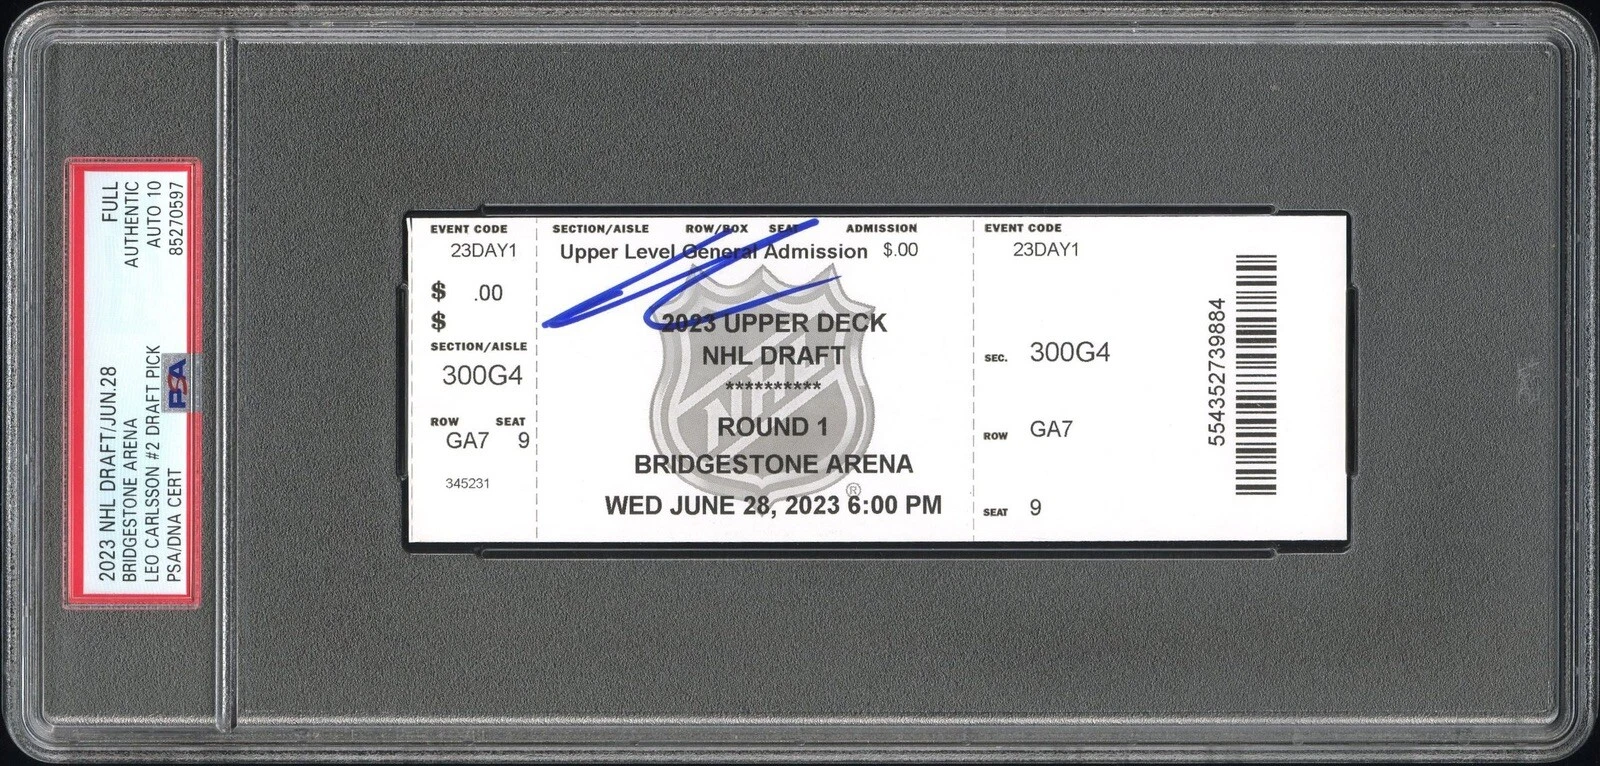 2023 NHL DRAFT/JUN.28
BRIDGESTONE ARENA
LEO CARLSSON #2 DRAFT PICK
PSA/DNA CERT
FULL
AUTHENTIC
AUTO 10
85270597
PSA
EVENT CODE
23DAY1
$ .00
$
SECTION/AISLE
300G4
ROW SEAT
GA7 9
345231
SECTION/AISLE ROW/BOX SEAT ADMISSION
Upper Level General Admission $.00
2023 UPPER DECK
NHL DRAFT
**********
ROUND 1
BRIDGESTONE ARENA
WED JUNE 28, 2023 6:00 PM
NHL
®
EVENT CODE
23DAY1
SEC. 300G4
ROW GA7
SEAT 9
554352739884